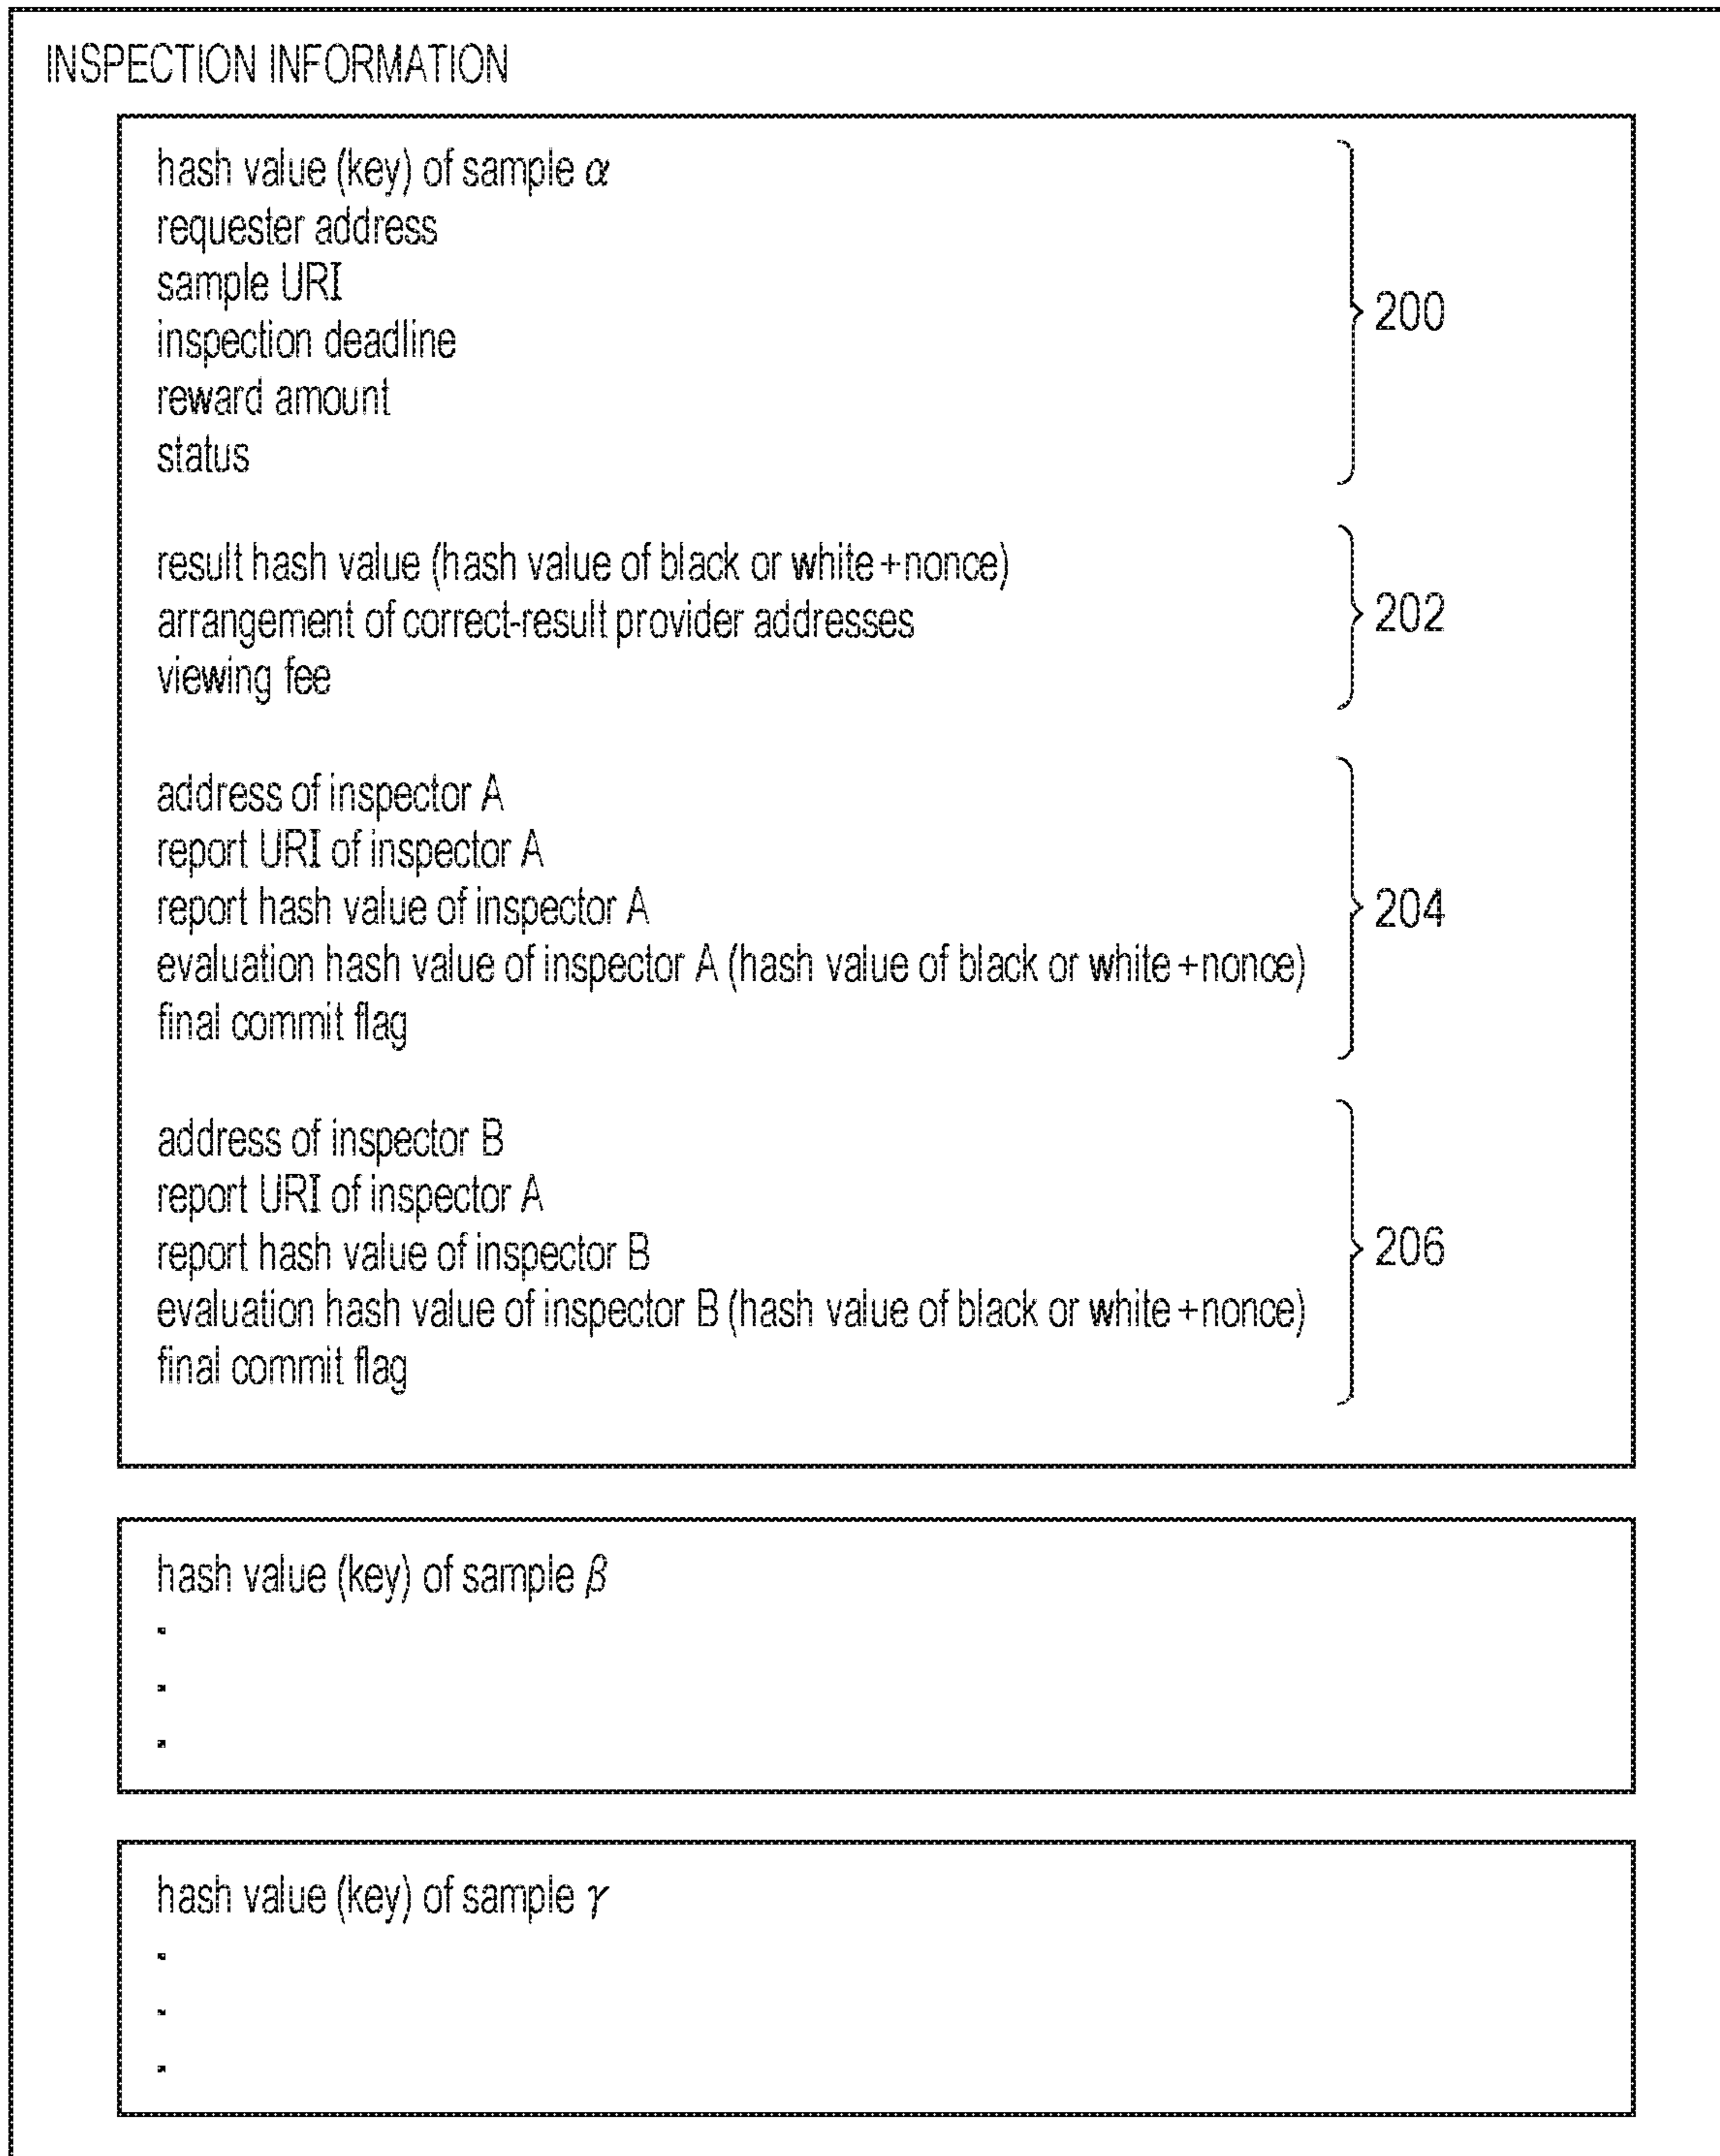 INSPECTION INFORMATION
hash value (key) of sample α
requester address
sample URI
inspection deadline
reward amount
status
200
result hash value (hash value of black or white+nonce)
arrangement of correct-result provider addresses
viewing fee
202
address of inspector A
report URI of inspector A
report hash value of inspector A
evaluation hash value of inspector A (hash value of black or white+nonce)
final commit flag
204
address of inspector B
report URI of inspector A
report hash value of inspector B
evaluation hash value of inspector B (hash value of black or white+nonce)
final commit flag
206
hash value (key) of sample β
.
.
.
hash value (key) of sample γ
.
.
.